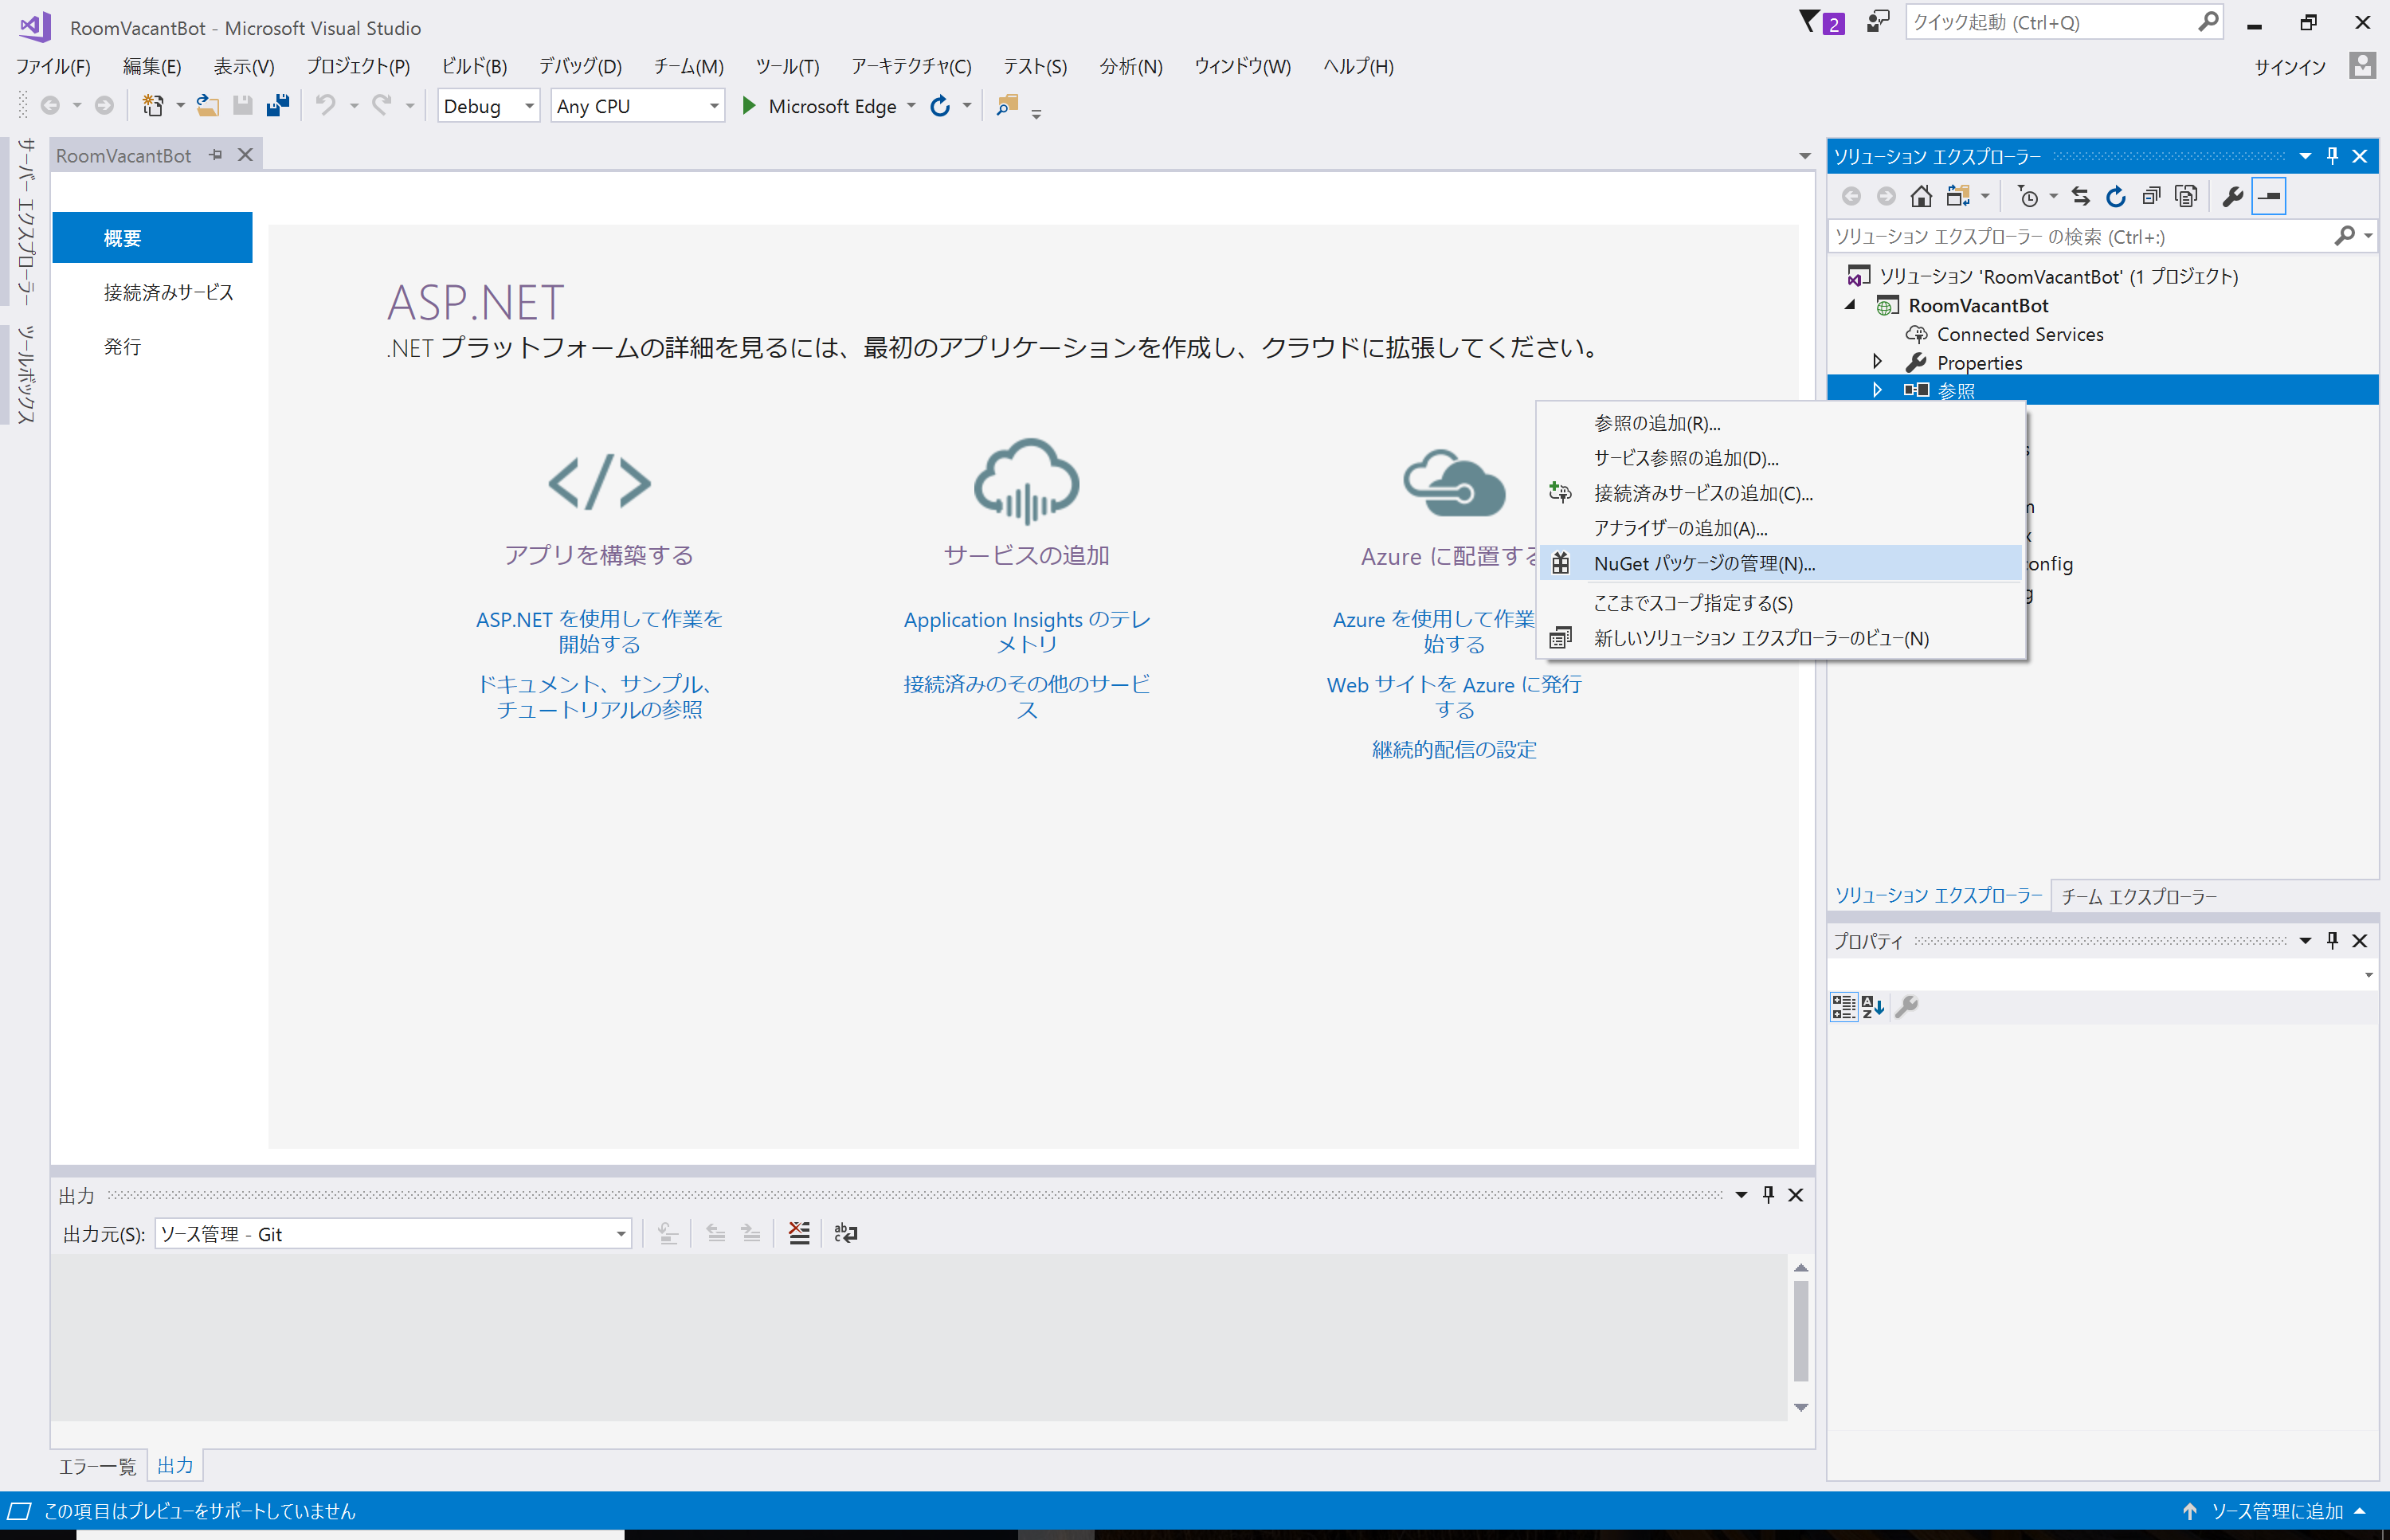 RoomVacantBot - Microsoft Visual Studio
2
クイック起動 (Ctrl+Q)
ファイル(F) 編集(E) 表示(V) プロジェクト(P) ビルド(B) デバッグ(D) チーム(M) ツール(T) アーキテクチャ(C) テスト(S) 分析(N) ウィンドウ(W) ヘルプ(H)
サインイン
Debug Any CPU Microsoft Edge
サーバー エクスプローラー
ツールボックス
RoomVacantBot
概要
接続済みサービス
発行
ASP.NET
.NET プラットフォームの詳細を見るには、最初のアプリケーションを作成し、クラウドに拡張してください。
アプリを構築する
ASP.NET を使用して作業を
開始する
ドキュメント、サンプル、
チュートリアルの参照
サービスの追加
Application Insights のテレ
メトリ
接続済みのその他のサービ
ス
Azure に配置する
Azure を使用して作業
始する
Web サイトを Azure に発行
する
継続的配信の設定
ソリューション エクスプローラー
ソリューション エクスプローラー の検索 (Ctrl+:)
ソリューション 'RoomVacantBot' (1 プロジェクト)
RoomVacantBot
Connected Services
Properties
参照
参照の追加(R)...
サービス参照の追加(D)...
接続済みサービスの追加(C)...
アナライザーの追加(A)...
NuGet パッケージの管理(N)...
ここまでスコープ指定する(S)
新しいソリューション エクスプローラーのビュー(N)
onfig
ソリューション エクスプローラー チーム エクスプローラー
プロパティ
出力
出力元(S): ソース管理 - Git
エラー一覧 出力
この項目はプレビューをサポートしていません
ソース管理に追加